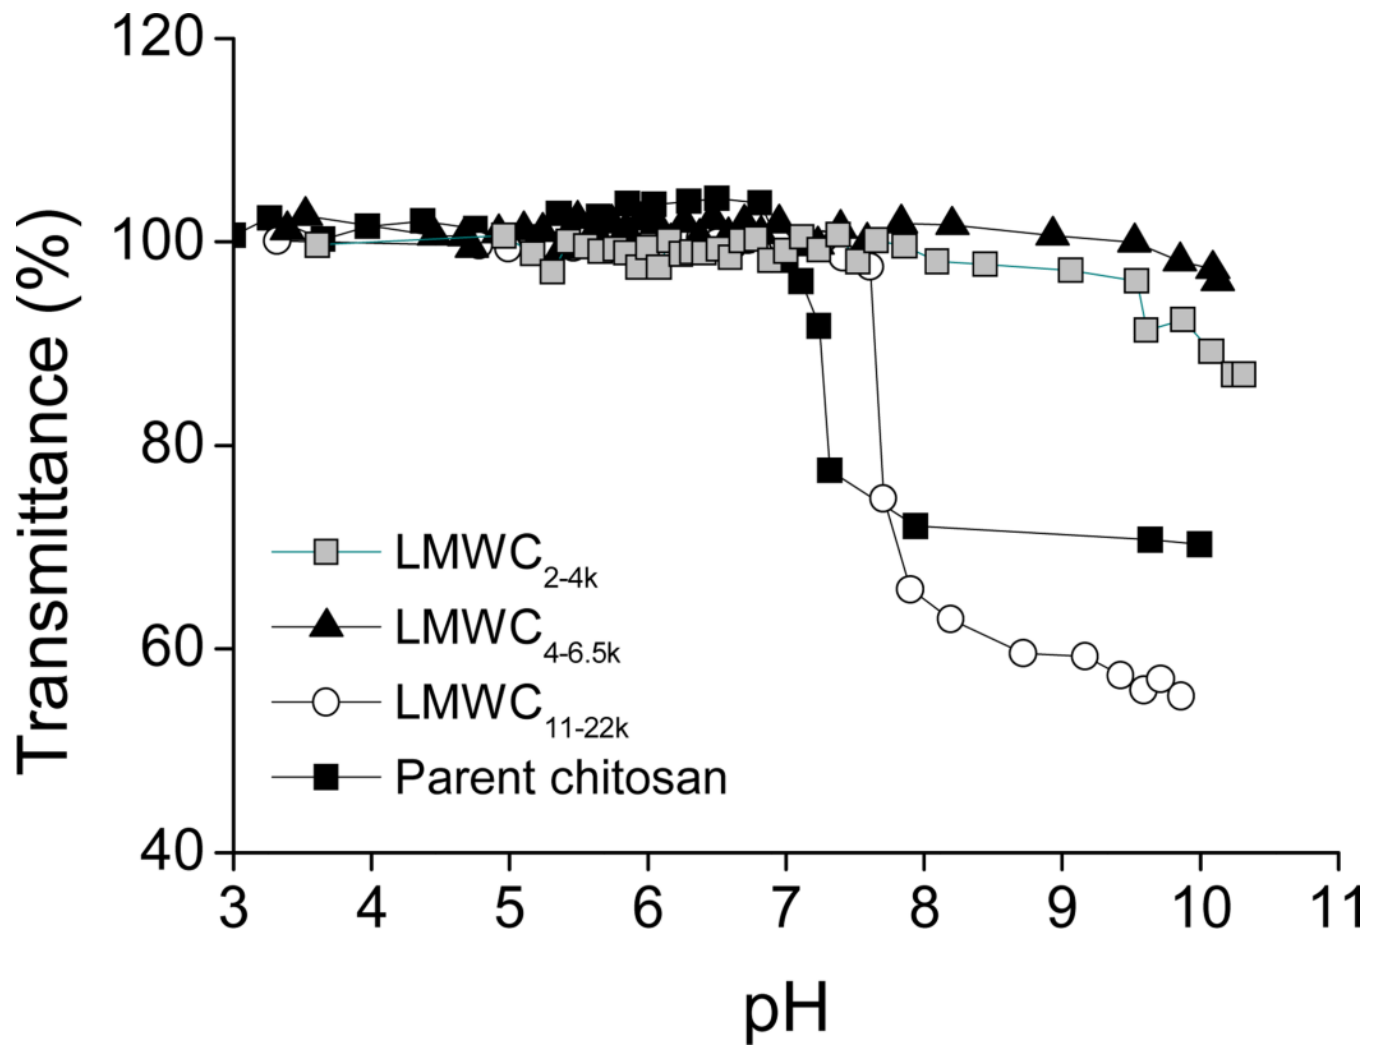 120
100
80
60
40
Transmittance (%)
LMWC2-4k
LMWC4-6.5k
LMWC11-22k
Parent chitosan
3 4 5 6 7 8 9 10 11
pH